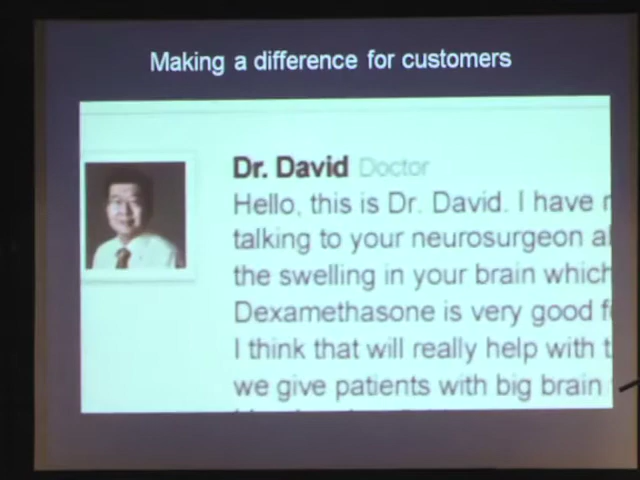 Making a difference for customers
Dr. David Doctor
Hello, this is Dr. David. I have
talking to your neurosurgeon
the swelling in your brain which
Dexamethasone is very good
I think that will really help with
we give patients with big brain